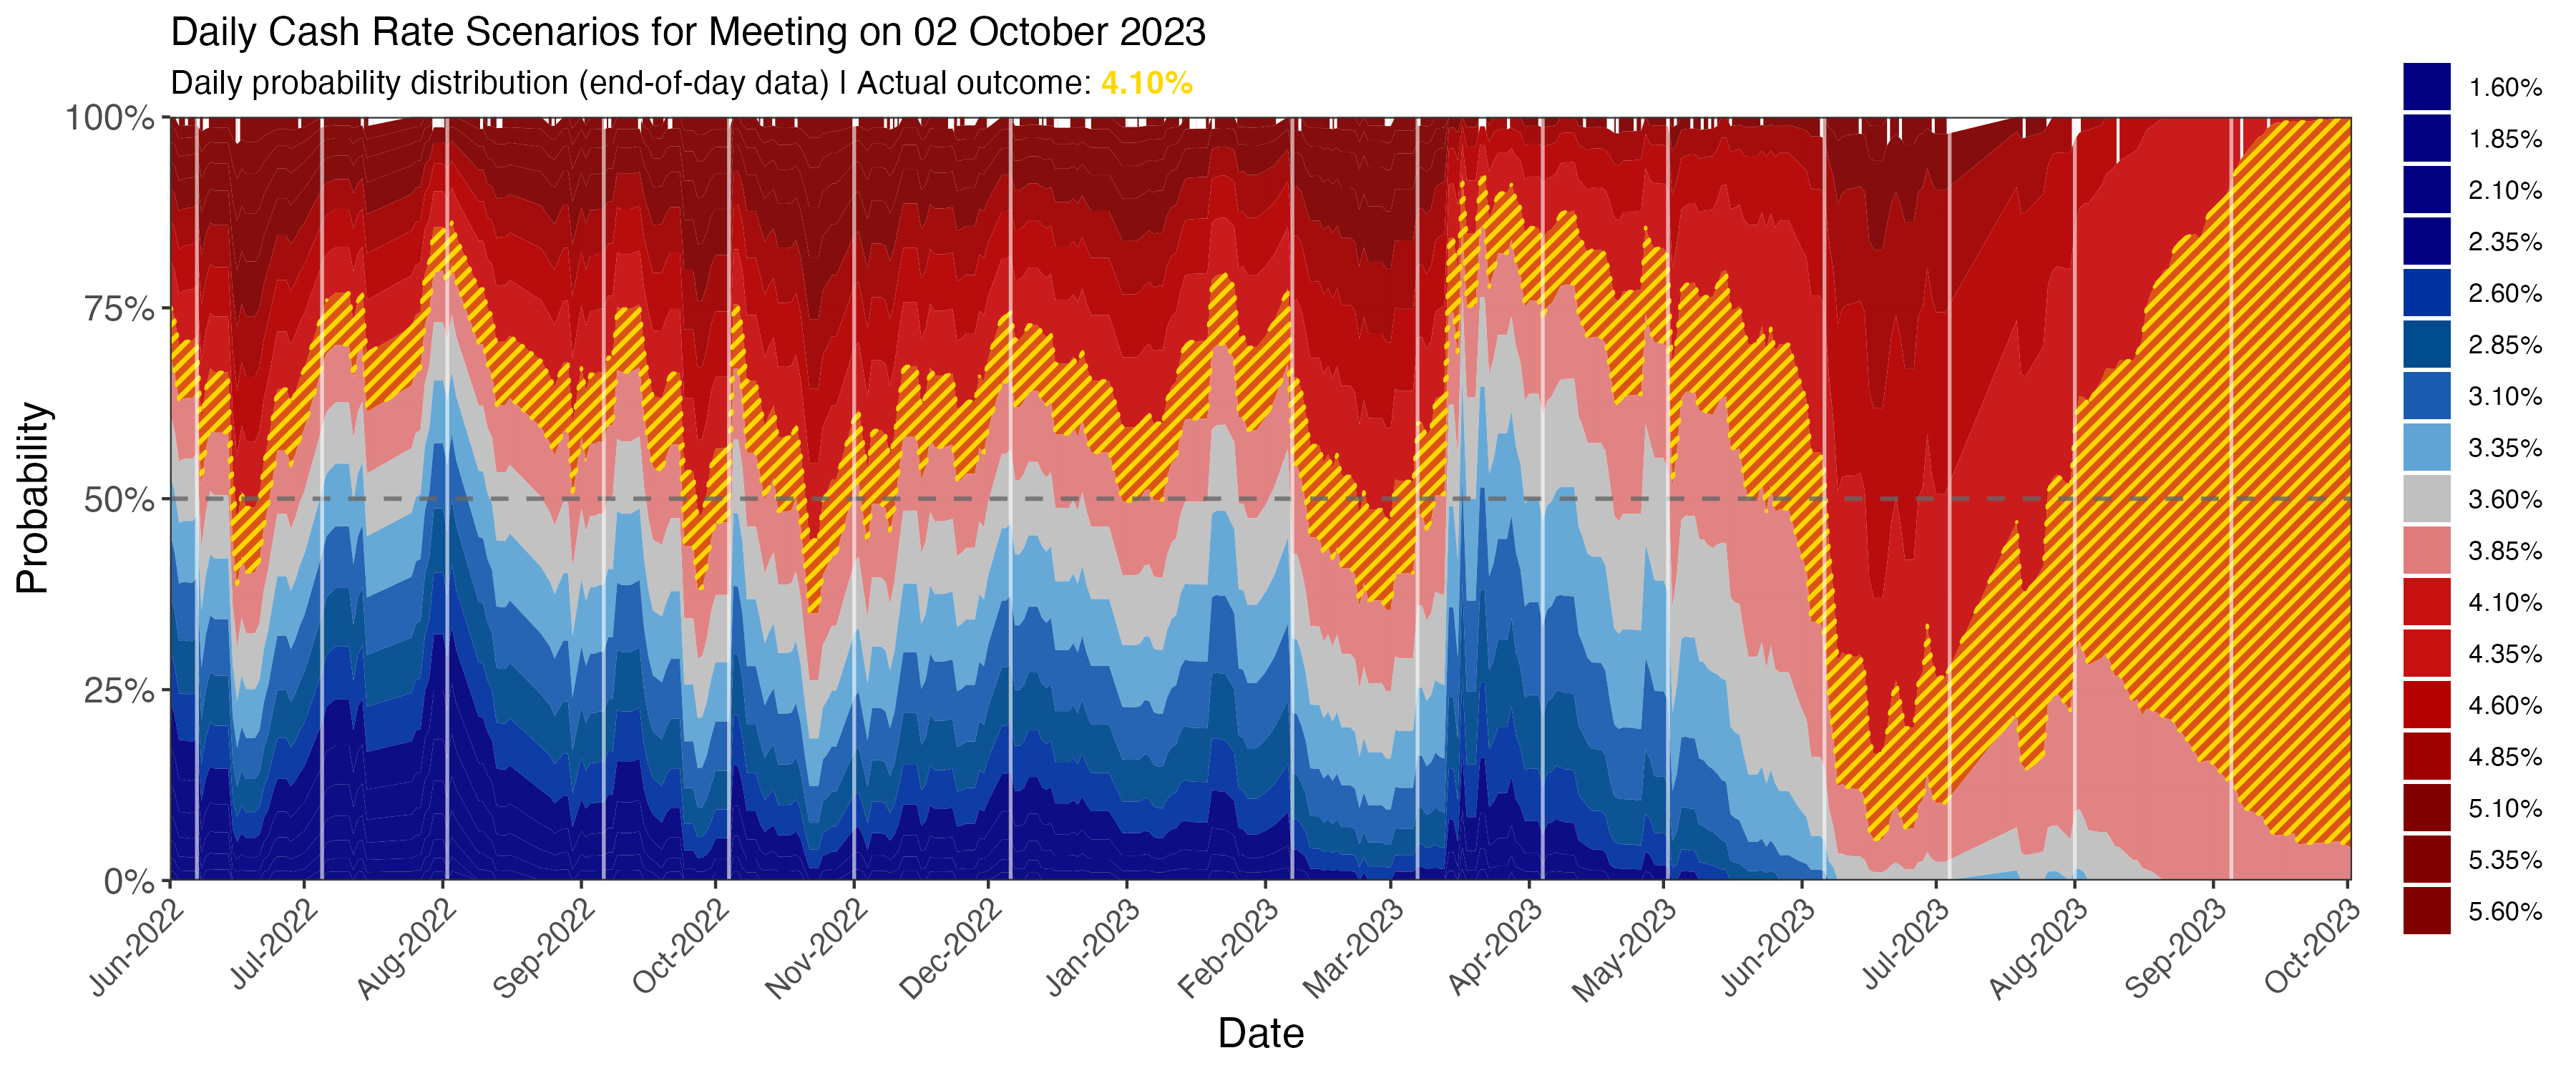 Daily Cash Rate Scenarios for Meeting on 02 October 2023
Daily probability distribution (end-of-day data) | Actual outcome: 4.10%
Probability
100%
75%
50%
25%
0%
Jun-2022
Jul-2022
Aug-2022
Sep-2022
Oct-2022
Nov-2022
Dec-2022
Jan-2023
Feb-2023
Mar-2023
Apr-2023
May-2023
Jun-2023
Jul-2023
Aug-2023
Sep-2023
Oct-2023
Date
1.60%
1.85%
2.10%
2.35%
2.60%
2.85%
3.10%
3.35%
3.60%
3.85%
4.10%
4.35%
4.60%
4.85%
5.10%
5.35%
5.60%